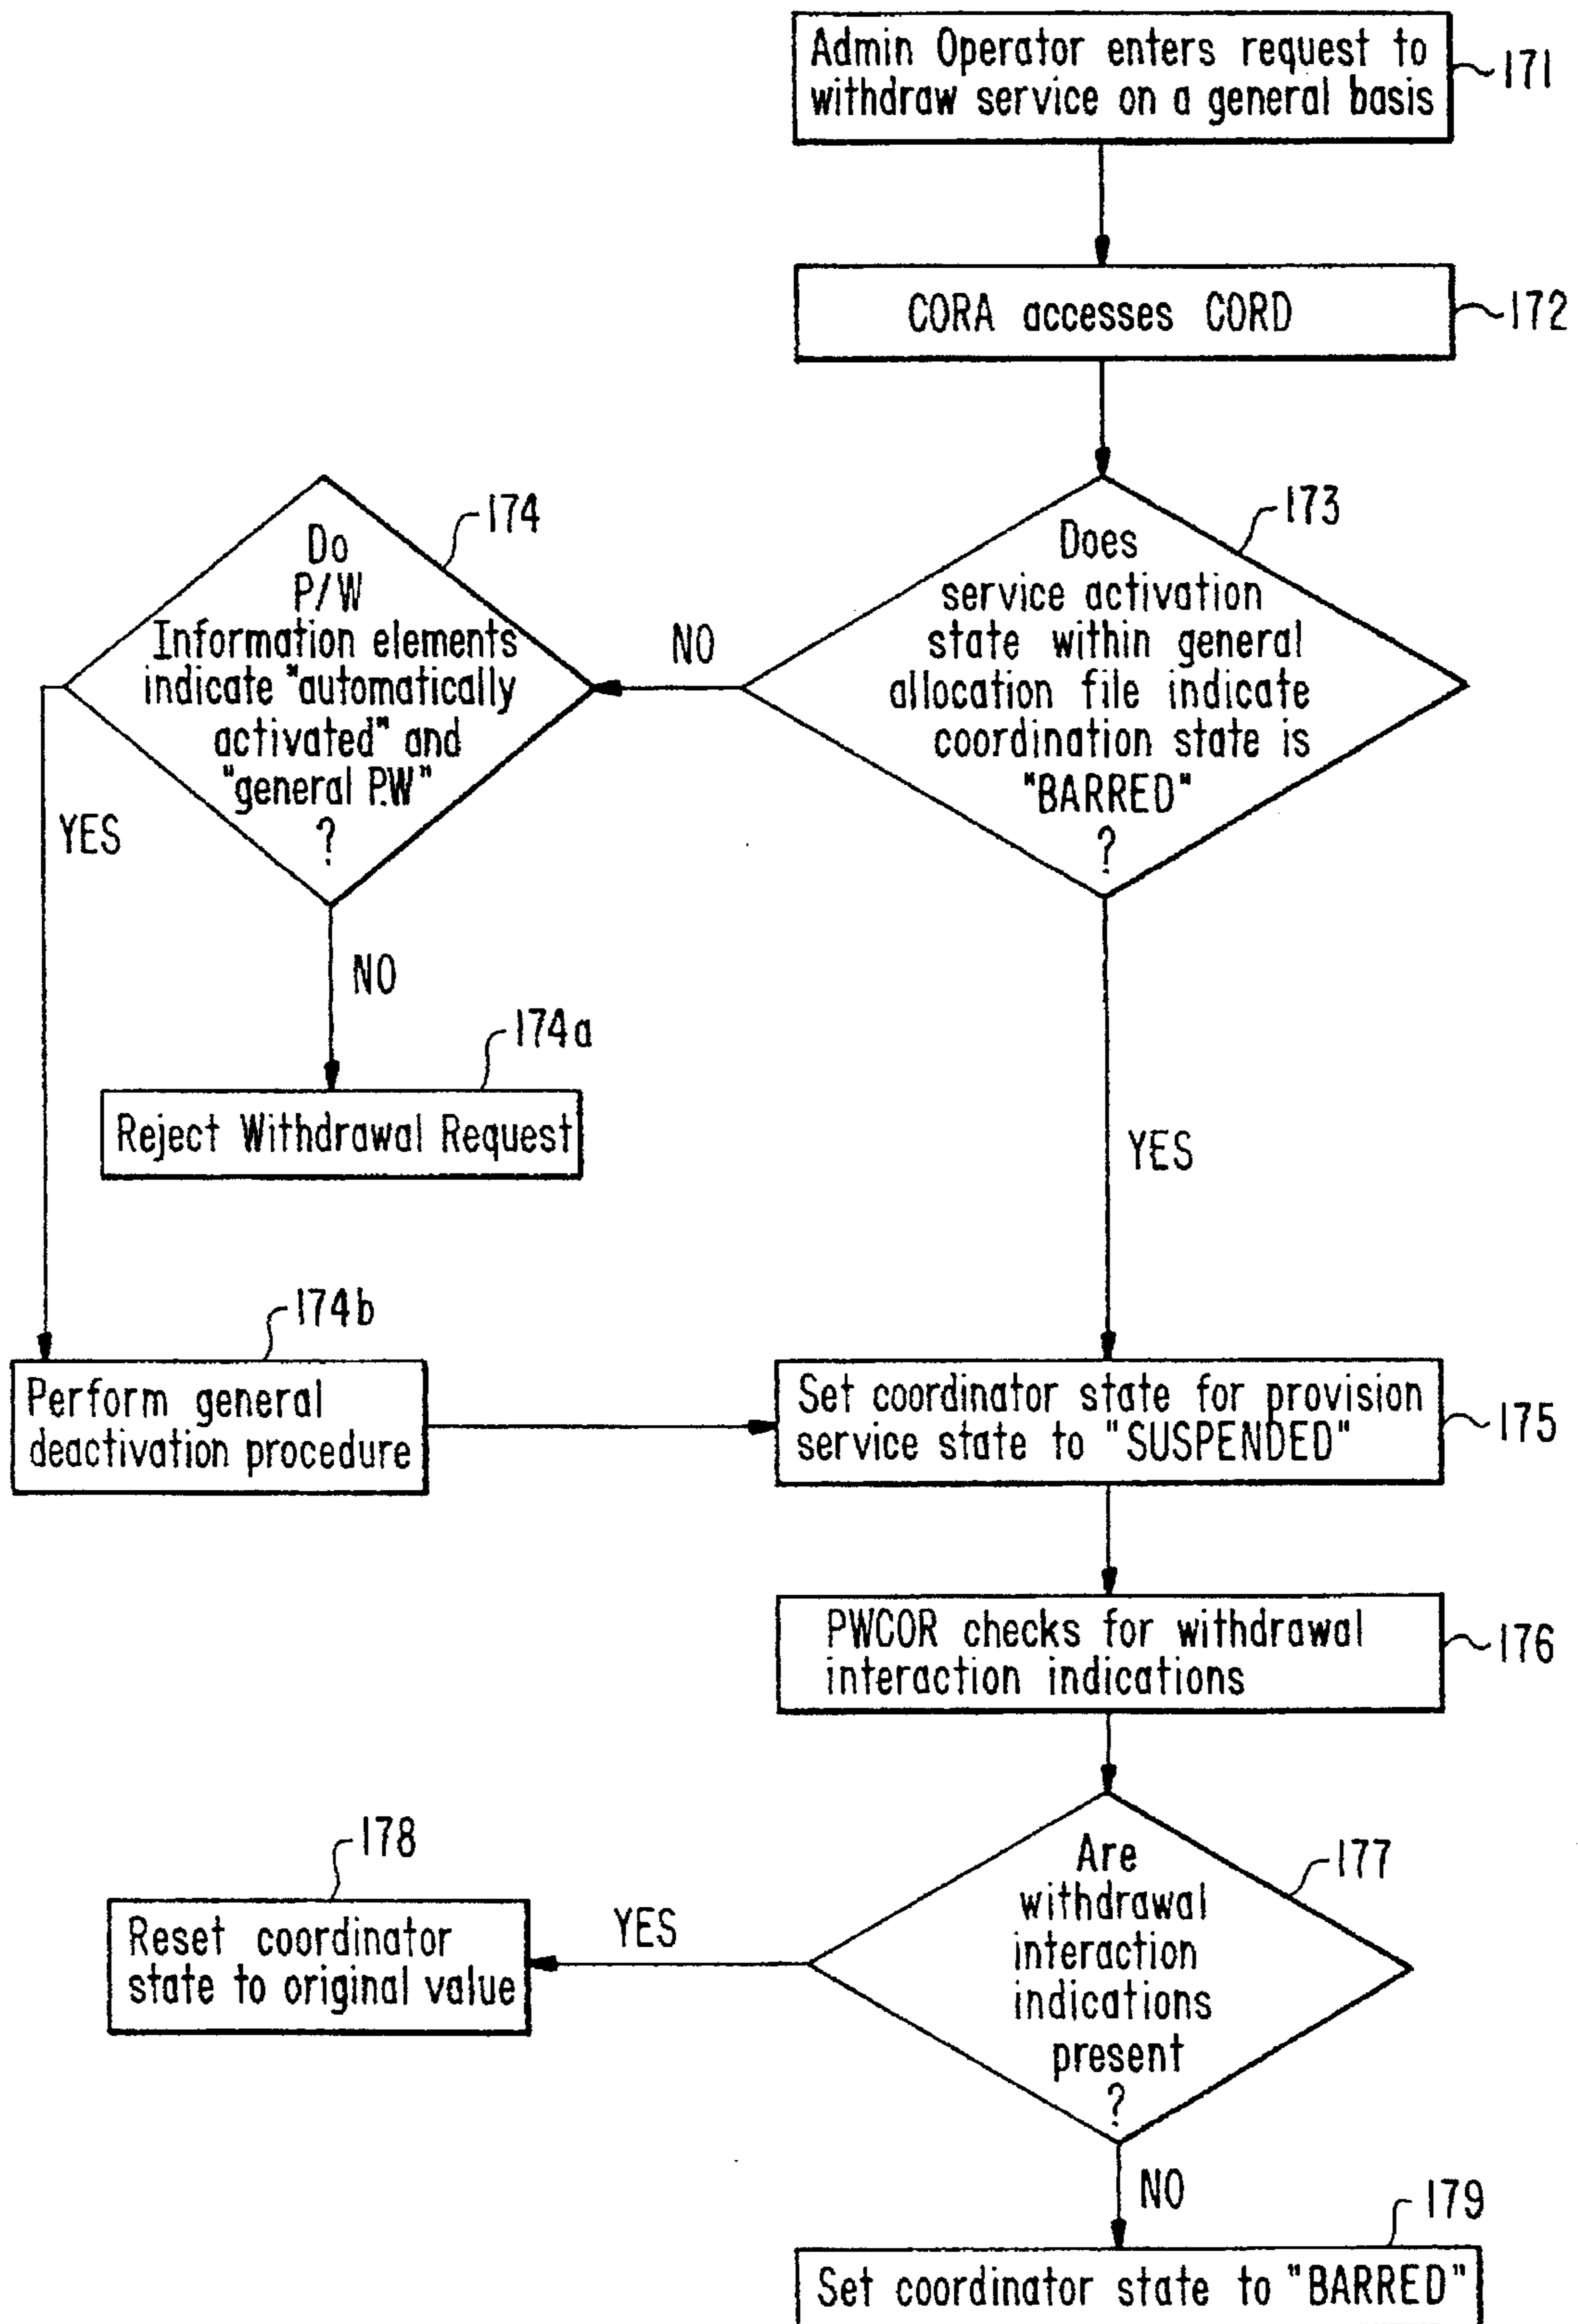 Admin Operator enters request to
withdraw service on a general basis
171
CORA accesses CORD
172
173
Does
service activation
state within general
allocation file indicate
coordination state is
"BARRED"
?
NO
174
Do
P/W
Information elements
indicate "automatically
activated" and
"general P.W"
?
YES
NO
174a
Reject Withdrawal Request
YES
174b
Perform general
deactivation procedure
Set coordinator state for provision
service state to "SUSPENDED"
175
PWCOR checks for withdrawal
interaction indications
176
177
Are
withdrawal
interaction
indications
present
?
YES
178
Reset coordinator
state to original value
NO
179
Set coordinator state to "BARRED"